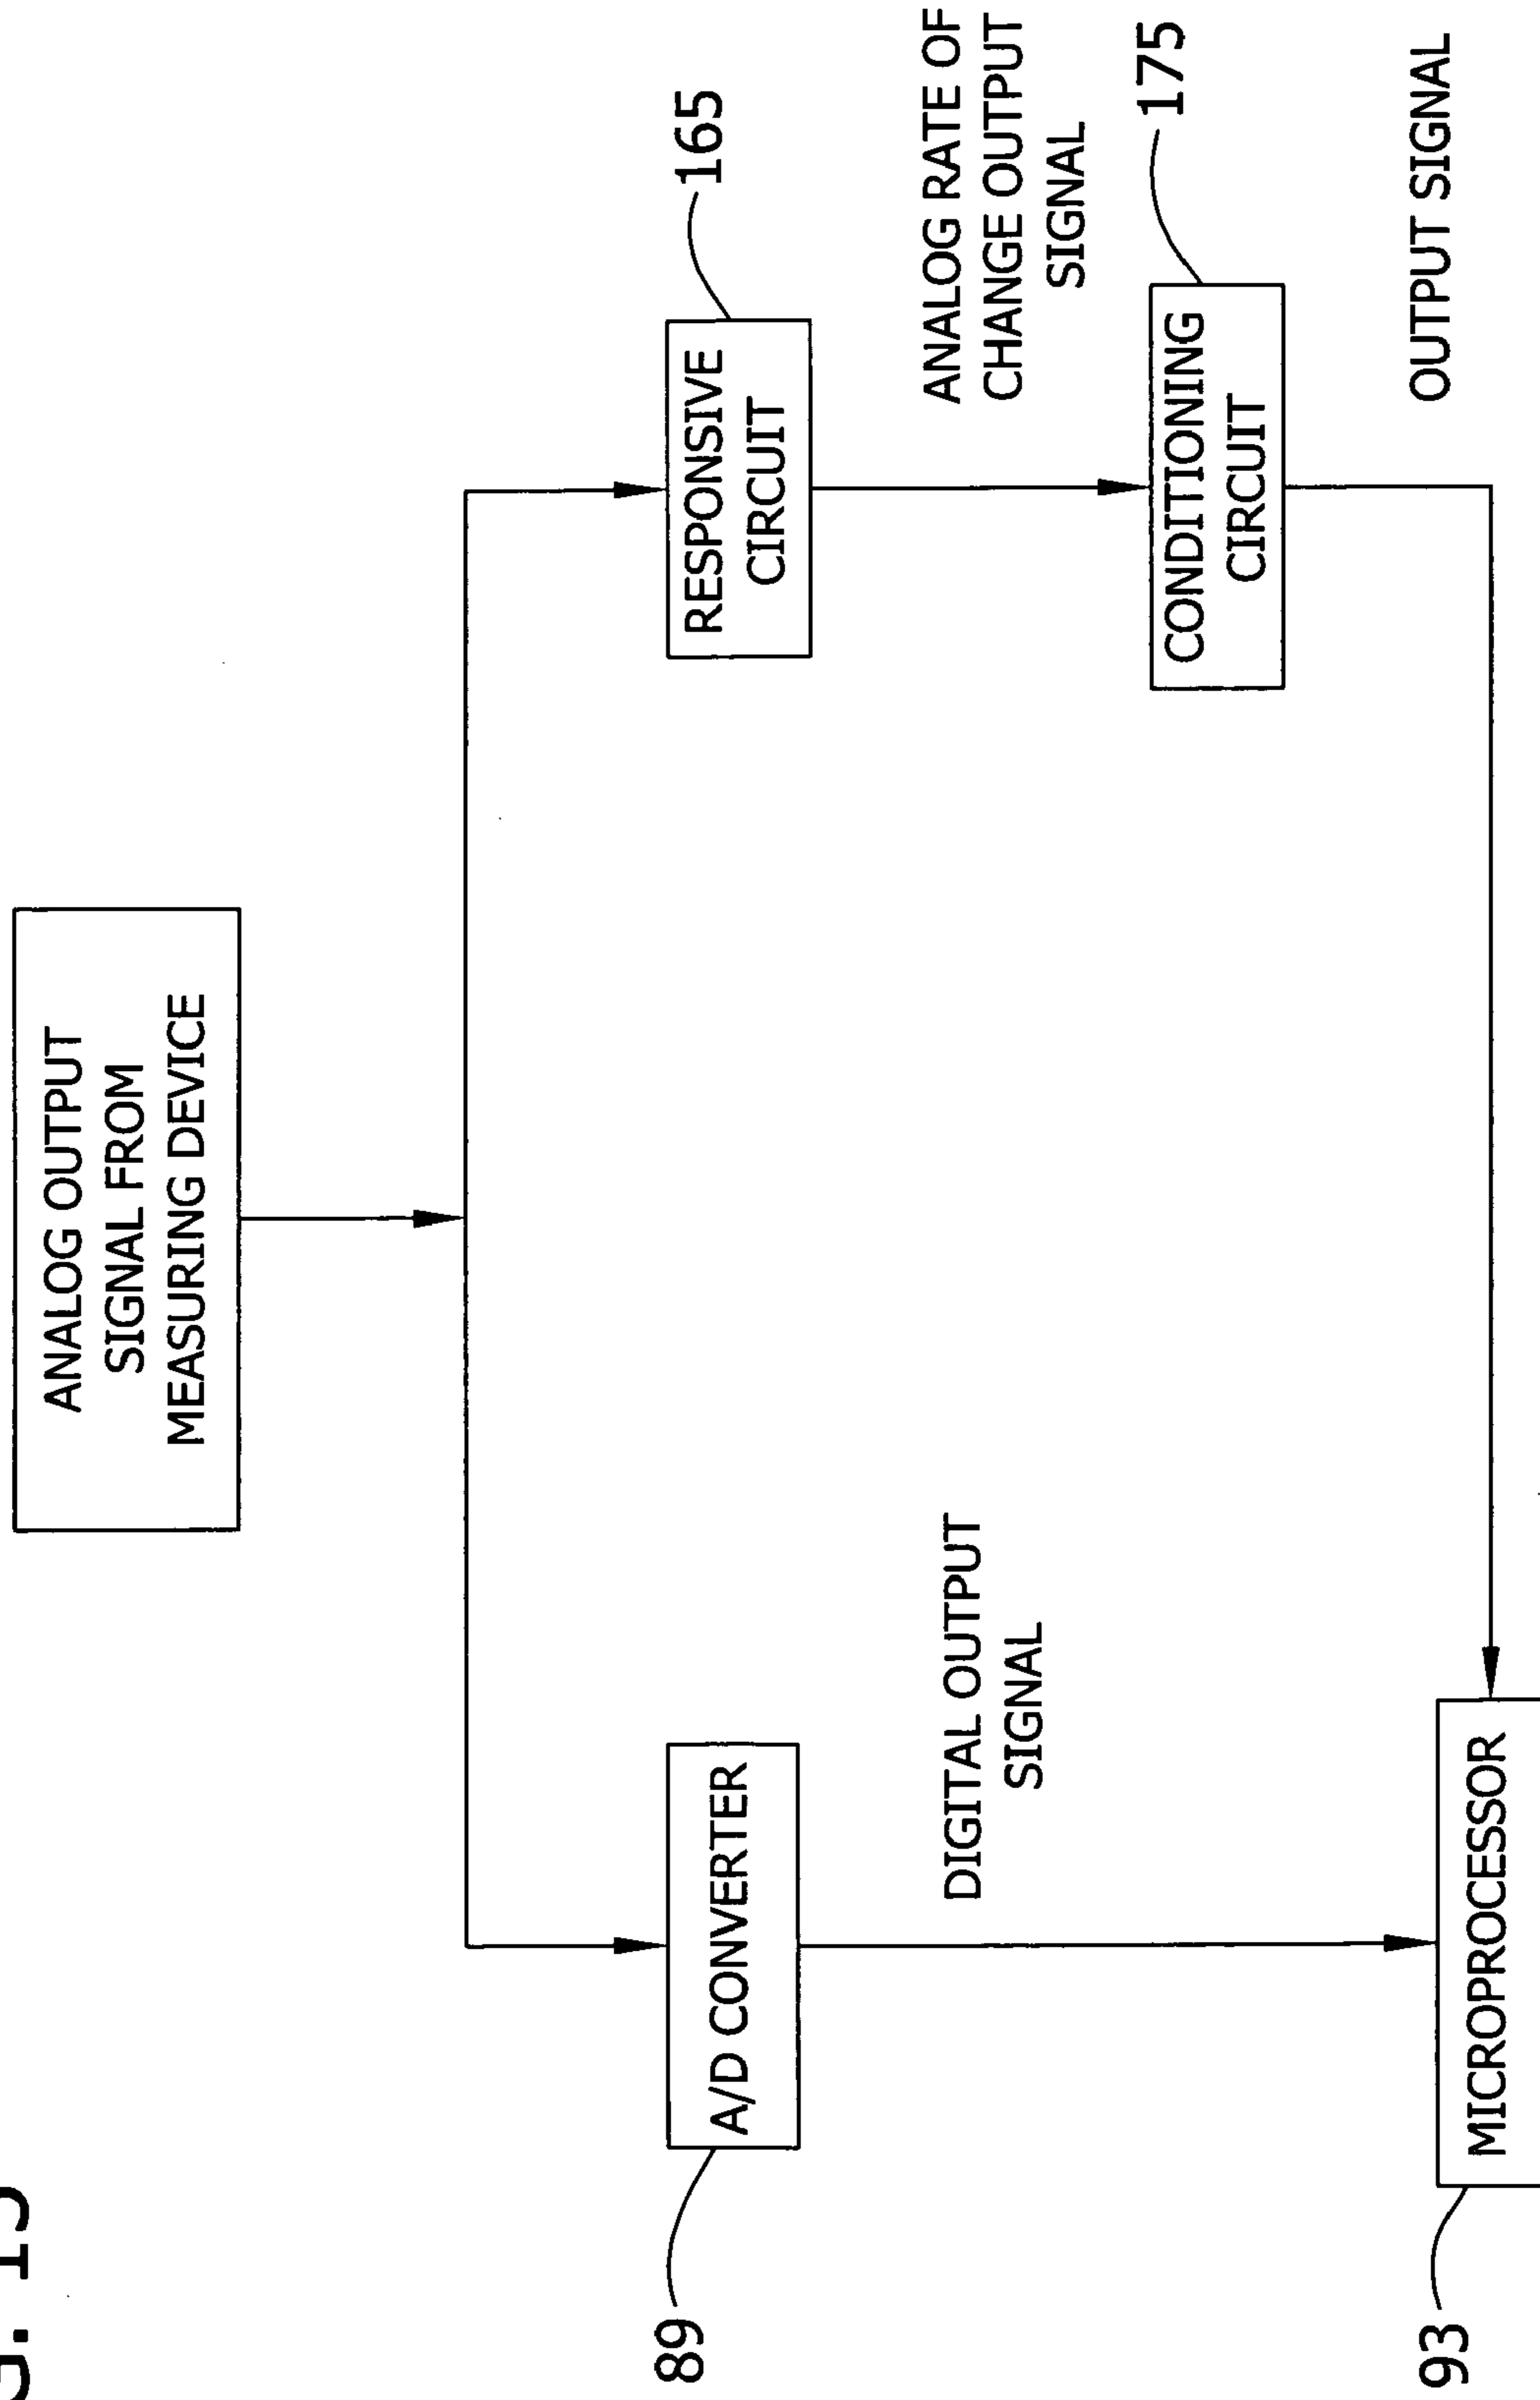 ANALOG OUTPUT
SIGNAL FROM
MEASURING DEVICE
89
A/D CONVERTER
RESPONSIVE
CIRCUIT
165
DIGITAL OUTPUT
SIGNAL
ANALOG RATE OF
CHANGE OUTPUT
SIGNAL
CONDITIONING
CIRCUIT
175
93
MICROPROCESSOR
OUTPUT SIGNAL